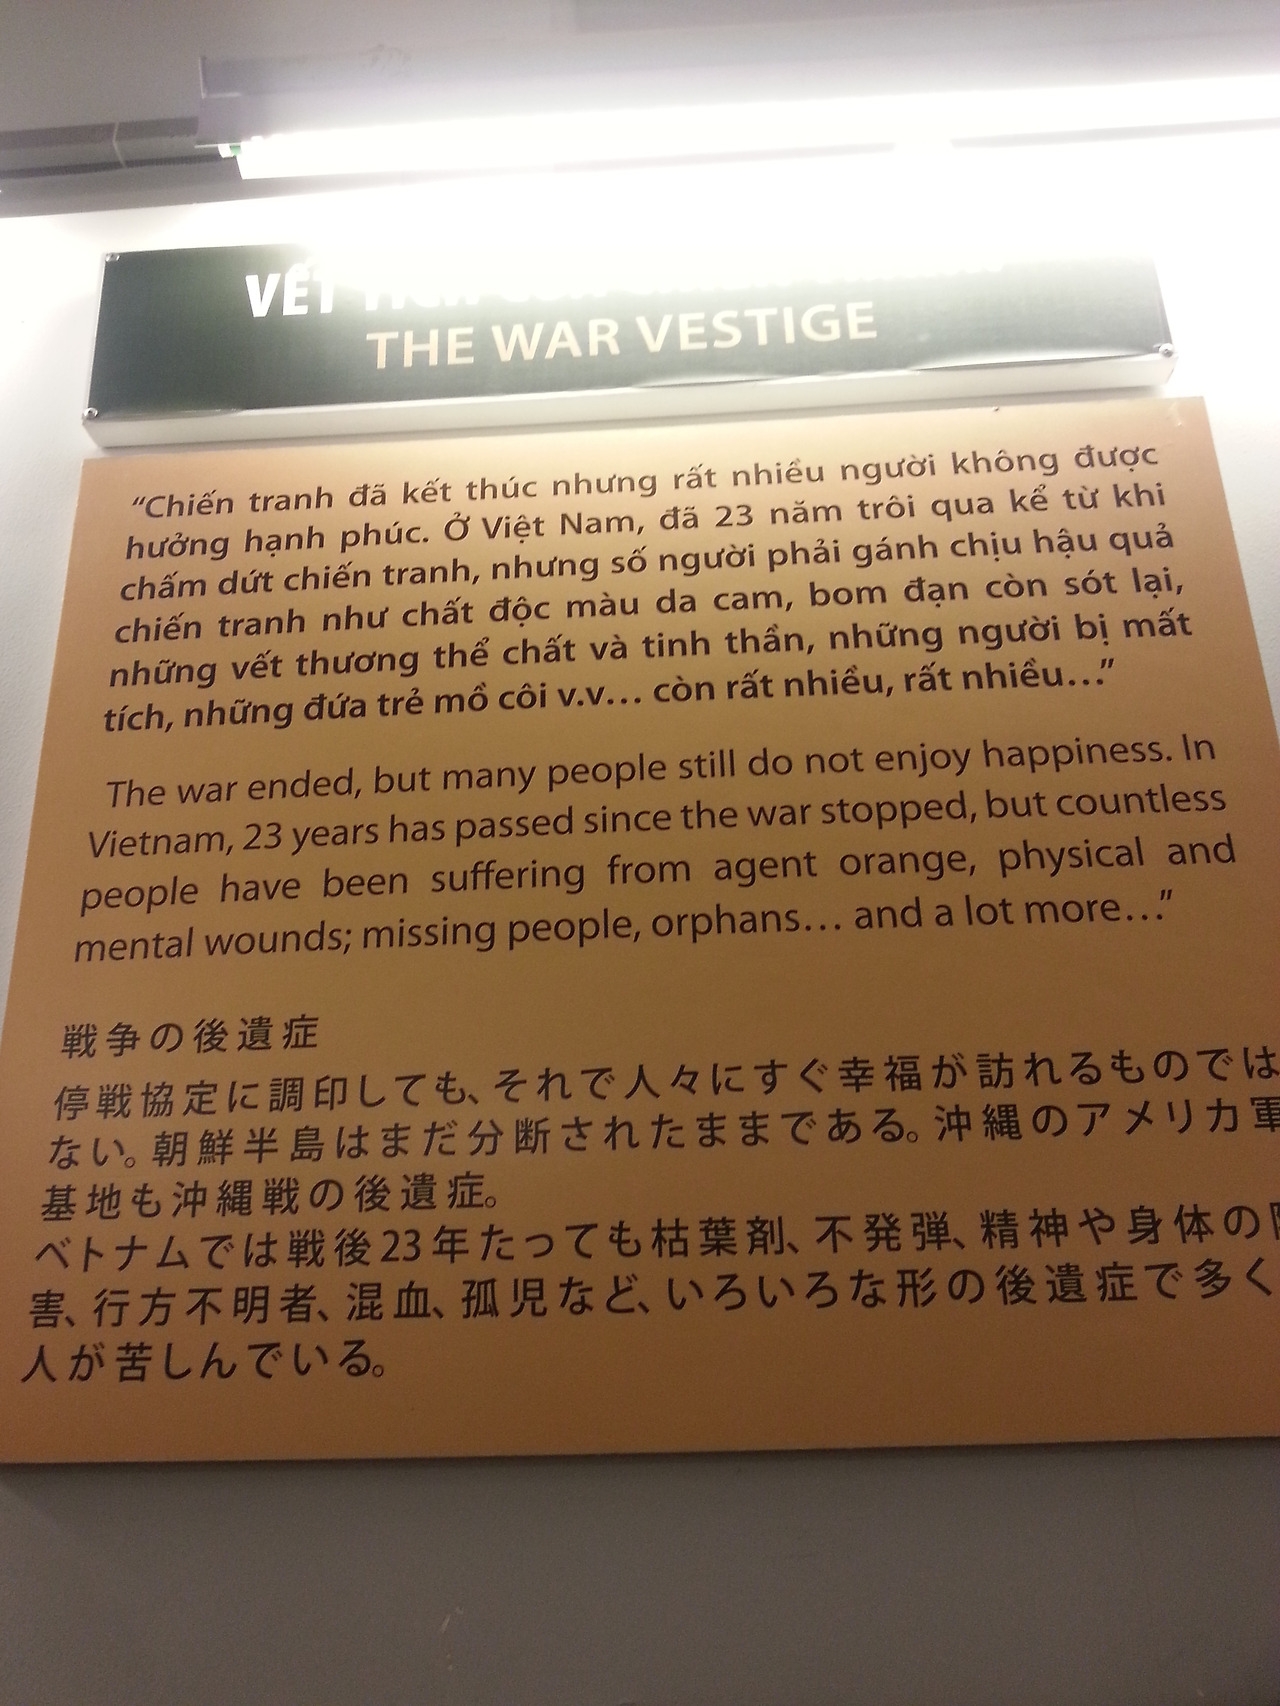 VẾT TÍCH
THE WAR VESTIGE
“Chiến tranh đã kết thúc nhưng rất nhiều người không được
hưởng hạnh phúc. Ở Việt Nam, đã 23 năm trôi qua kể từ khi
chấm dứt chiến tranh, nhưng số người phải gánh chịu hậu quả
chiến tranh như chất độc màu da cam, bom đạn còn sót lại,
những vết thương thể chất và tinh thần, những người bị mất
tích, những đứa trẻ mồ côi v.v... còn rất nhiều, rất nhiều...”
The war ended, but many people still do not enjoy happiness. In
Vietnam, 23 years has passed since the war stopped, but countless
people have been suffering from agent orange, physical and
mental wounds; missing people, orphans... and a lot more...”
戦争の後遺症
停戦協定に調印しても、それで人々にすぐ幸福が訪れるものでは
ない。朝鮮半島はまだ分断されたままである。沖縄のアメリカ軍
基地も沖縄戦の後遺症。
ベトナムでは戦後23年たっても枯葉剤、不発弾、精神や身体の
害、行方不明者、混血、孤児など、いろいろな形の後遺症で多く
人が苦しんでいる。